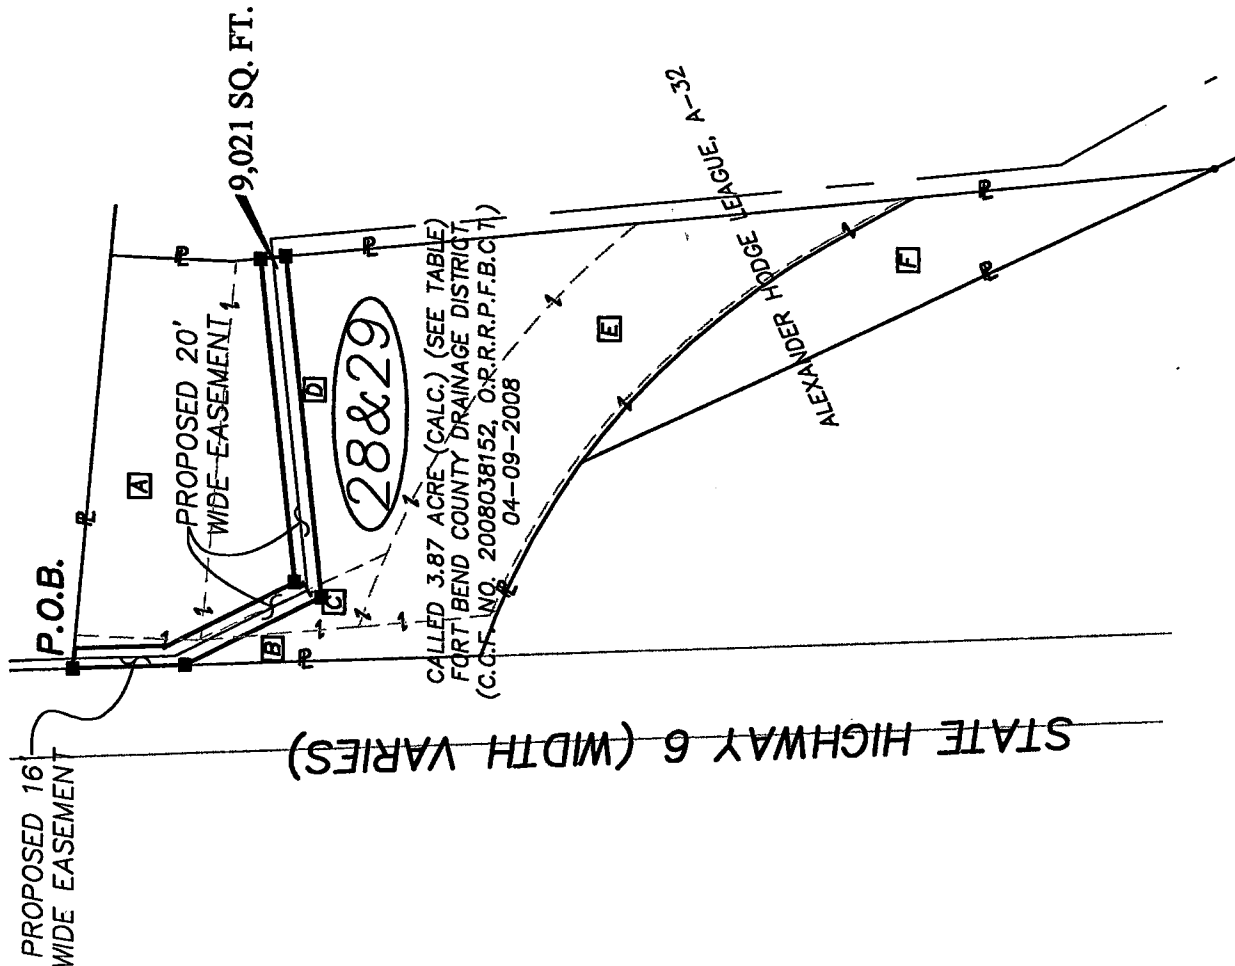 9,021 SQ. FT.
P.O.B.
PROPOSED 20'
WIDE EASEMENT
A
28&29
D
C
B
E
F
CALLED 3.87 ACRE (CALC.) (SEE TABLE)
FORT BEND COUNTY DRAINAGE DISTRICT
(C.C.F. NO. 2008038152, O.P.R.R.P.F.B.C.T.)
04-09-2008
ALEXANDER HODGE LEAGUE, A-32
STATE HIGHWAY 6 (WIDTH VARIES)
PROPOSED 16'
WIDE EASEMENT